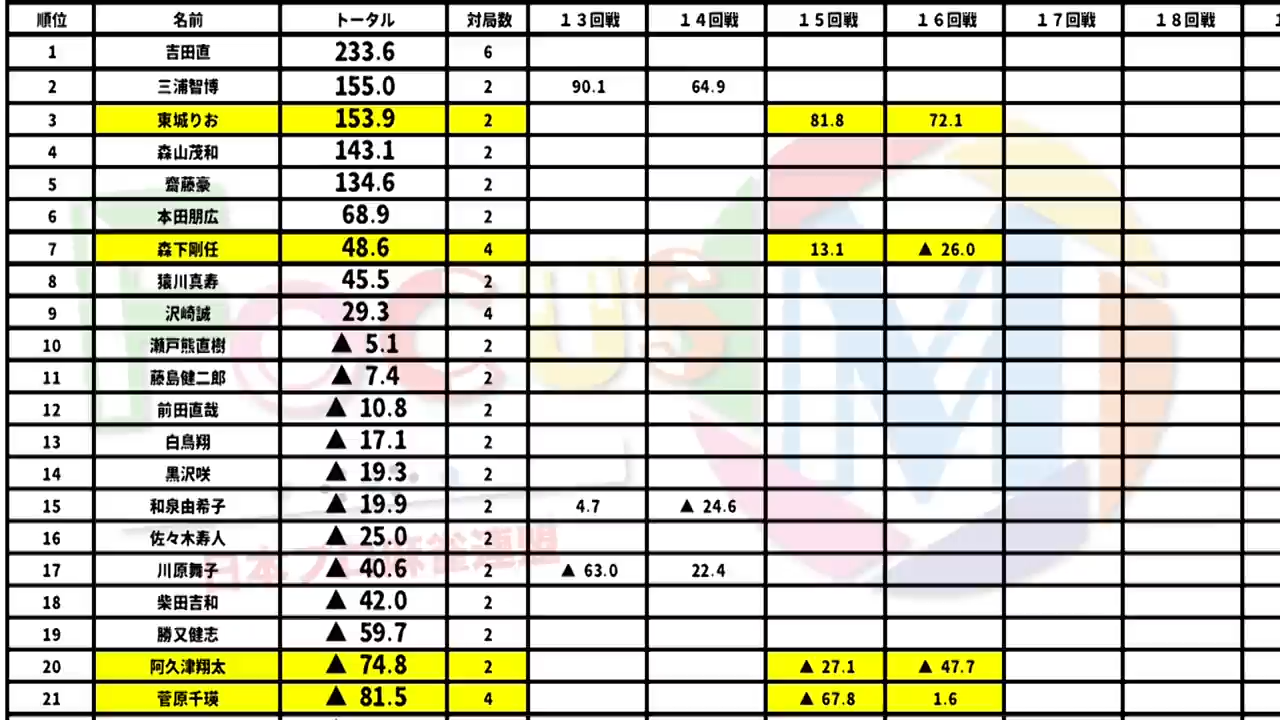 順位 名前 トータル 対局数 13回戦 14回戦 15回戦 16回戦 17回戦 18回戦
1 吉田直 233.6 6
2 三浦智博 155.0 2 90.1 64.9
3 東城りお 153.9 2 81.8 72.1
4 森山茂和 143.1 2
5 齋藤豪 134.6 2
6 本田朋広 68.9 2
7 森下剛任 48.6 4 13.1 ▲ 26.0
8 猿川真寿 45.5 2
9 沢崎誠 29.3 4
10 瀬戸熊直樹 ▲ 5.1 2
11 藤島健二郎 ▲ 7.4 2
12 前田直哉 ▲ 10.8 2
13 白鳥翔 ▲ 17.1 2
14 黒沢咲 ▲ 19.3 2
15 和泉由希子 ▲ 19.9 2 4.7 ▲ 24.6
16 佐々木寿人 ▲ 25.0 2
17 川原舞子 ▲ 40.6 2 ▲ 63.0 22.4
18 柴田吉和 ▲ 42.0 2
19 勝又健志 ▲ 59.7 2
20 阿久津翔太 ▲ 74.8 2 ▲ 27.1 ▲ 47.7
21 菅原千瑛 ▲ 81.5 4 ▲ 67.8 1.6
FOCUS M
日本プロ麻雀連盟